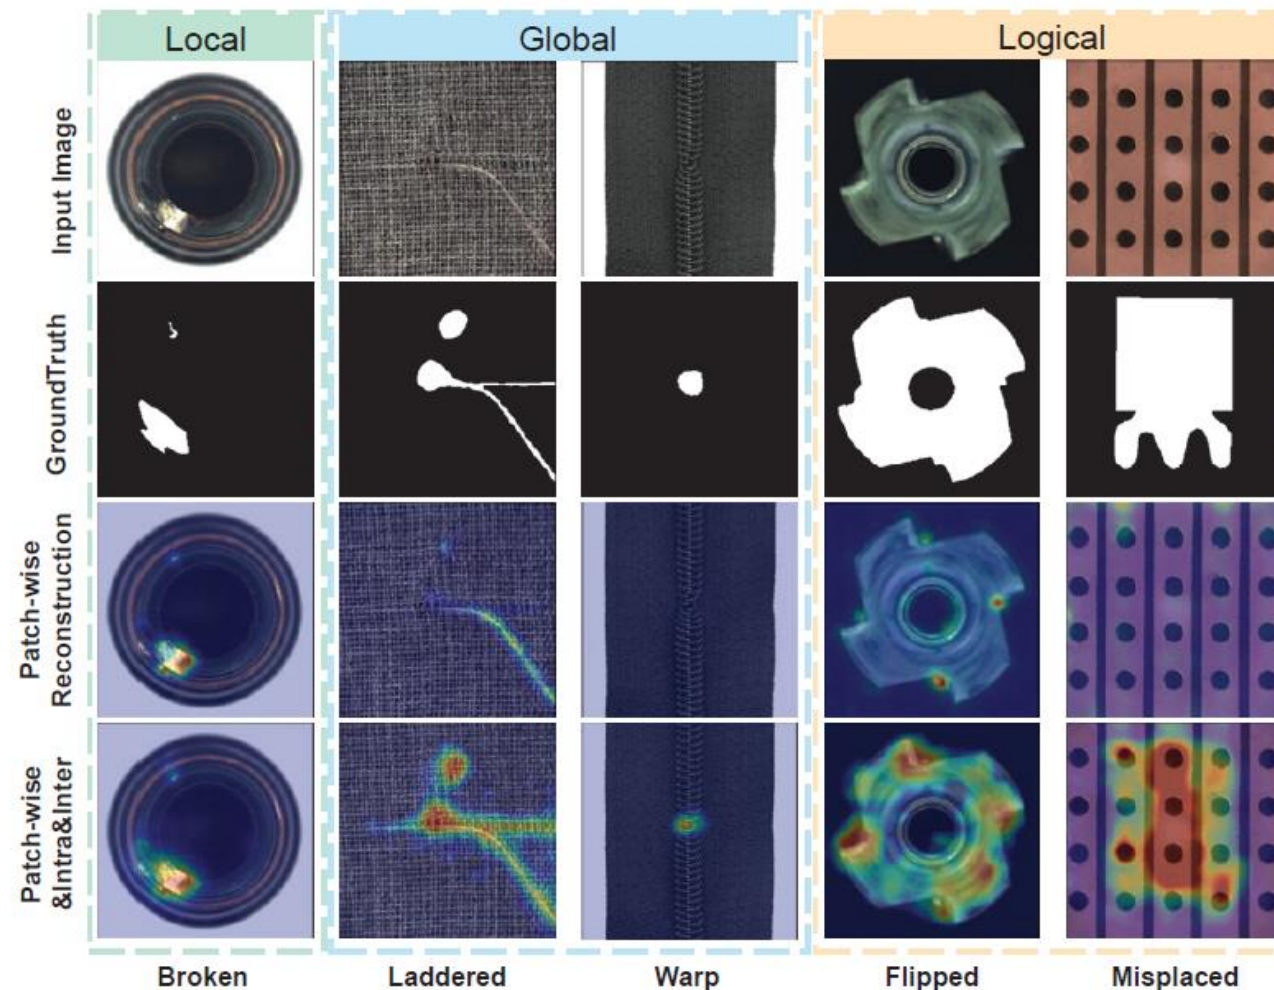 Local
Global
Logical
Input Image
GroundTruth
Patch-wise
Reconstruction
Patch-wise
&Intra&Inter
Broken
Laddered
Warp
Flipped
Misplaced